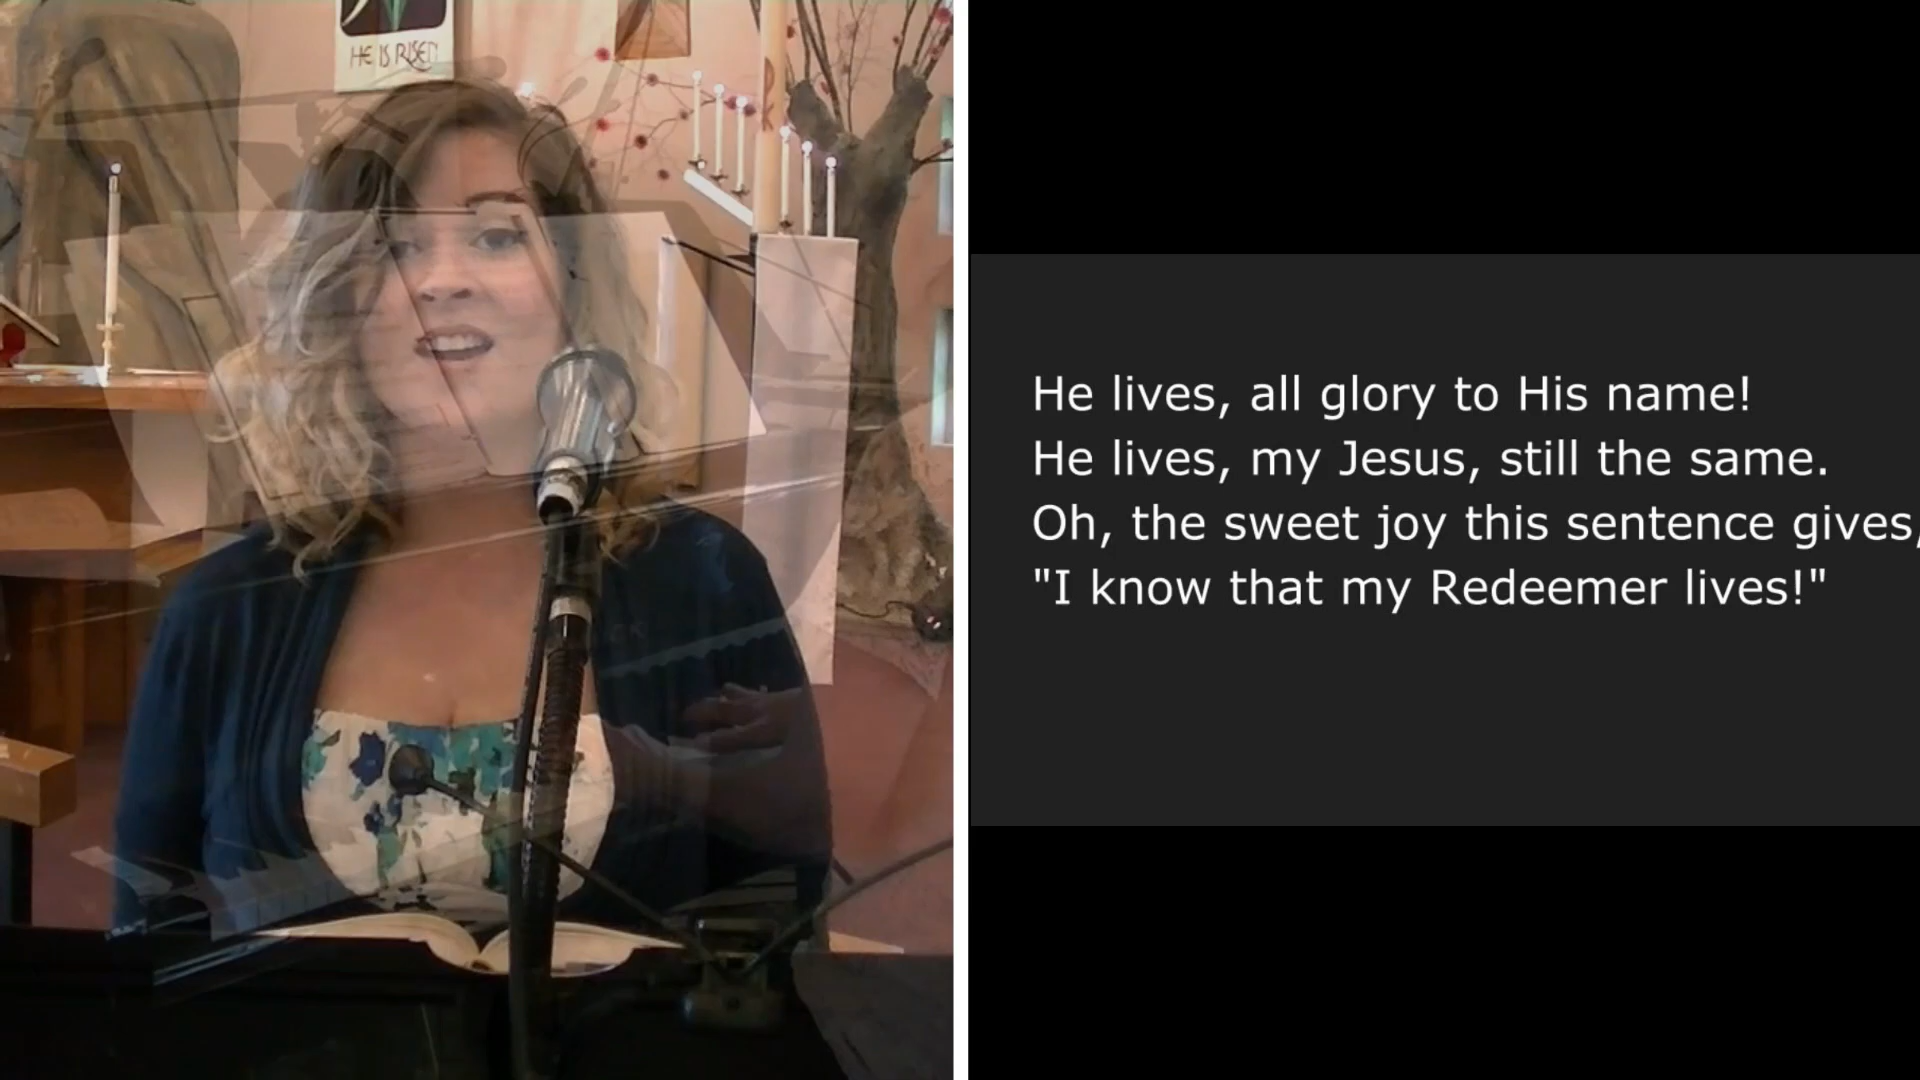 HE IS RISEN
He lives, all glory to His name!
He lives, my Jesus, still the same.
Oh, the sweet joy this sentence gives,
"I know that my Redeemer lives!"